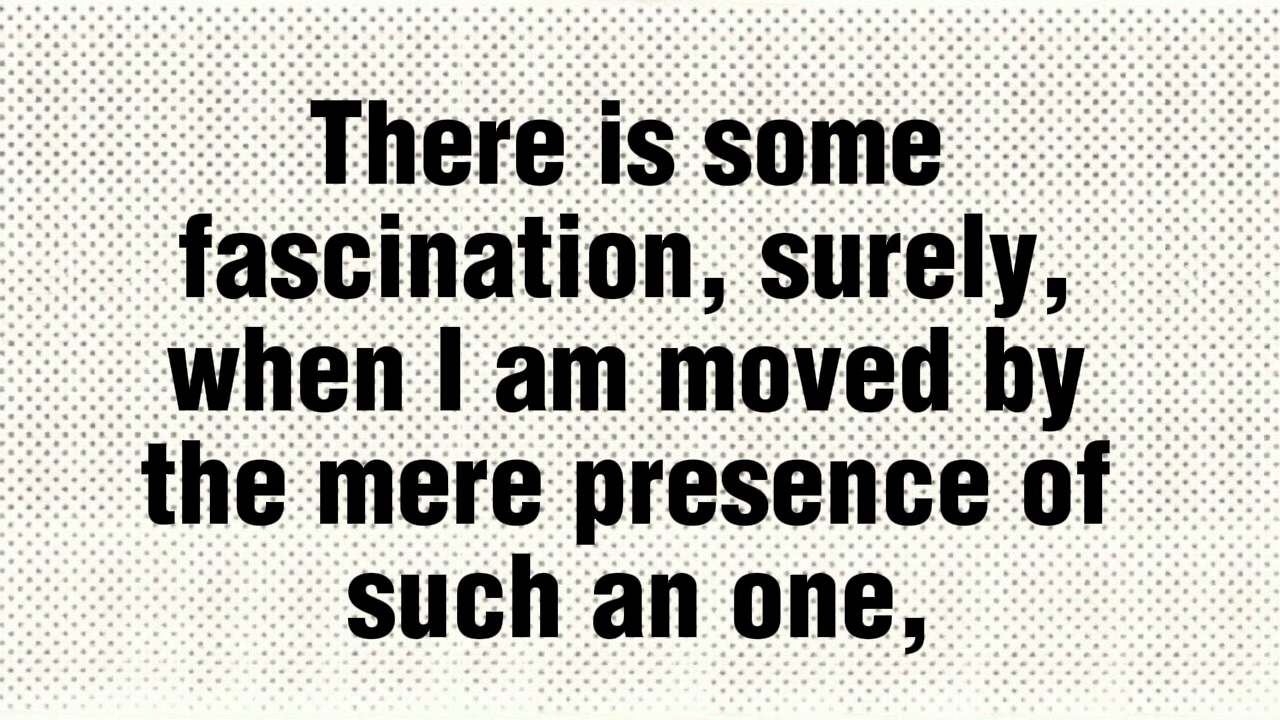 There is some
fascination, surely,
when I am moved by
the mere presence of
such an one,